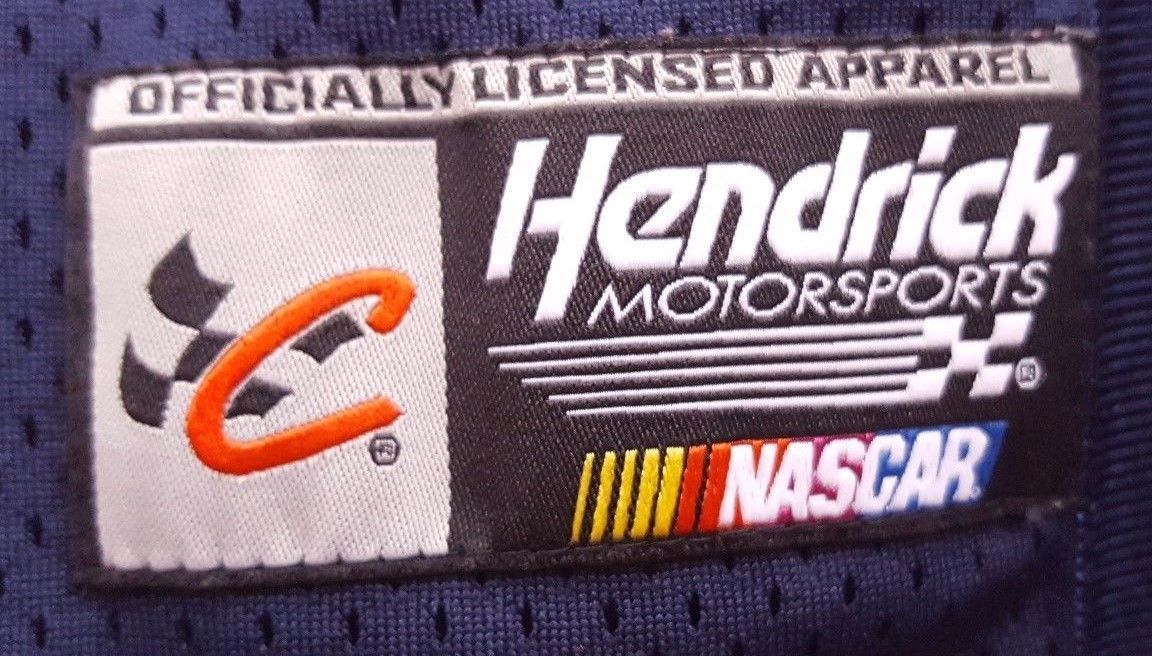 OFFICIALLY LICENSED APPAREL
C
®
Hendrick
MOTORSPORTS
®
NASCAR